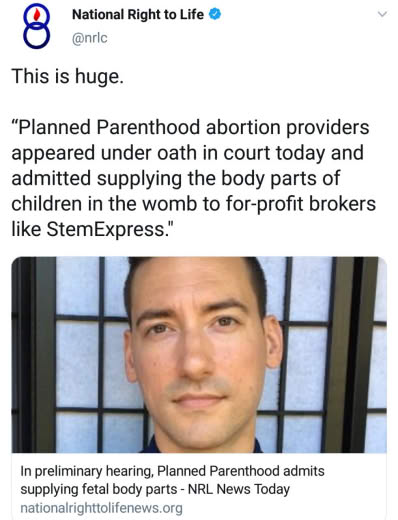 National Right to Life
@nrlc
This is huge.
“Planned Parenthood abortion providers
appeared under oath in court today and
admitted supplying the body parts of
children in the womb to for-profit brokers
like StemExpress."
In preliminary hearing, Planned Parenthood admits
supplying fetal body parts - NRL News Today
nationalrighttolifenews.org